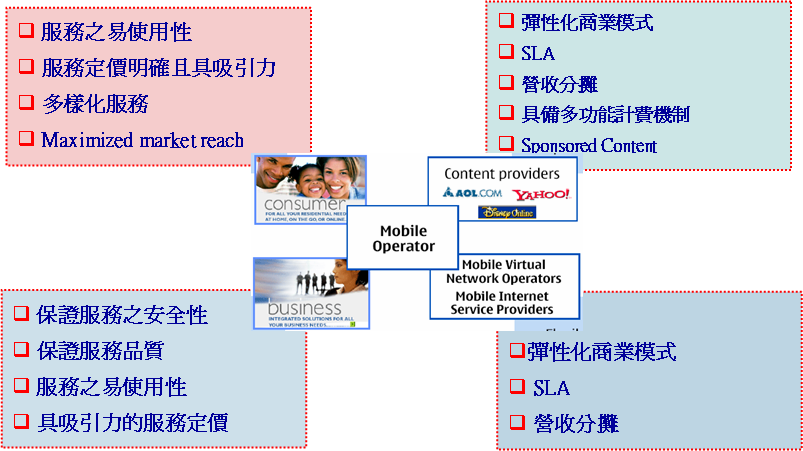 服務之易使用性
服務定價明確且具吸引力
多樣化服務
Maximized market reach
彈性化商業模式
SLA
營收分攤
具備多功能計費機制
Sponsored Content
consumer
FOR ALL YOUR RESIDENTIAL NEEDS
AT HOME, ON THE GO, OR ONLINE.
Content providers
AOL.COM YAHOO!
Disney Online
Mobile
Operator
business
INTEGRATED SOLUTIONS FOR ALL
YOUR BUSINESS NEEDS.
Mobile Virtual
Network Operators
Mobile Internet
Service Providers
保證服務之安全性
保證服務品質
服務之易使用性
具吸引力的服務定價
彈性化商業模式
SLA
營收分攤